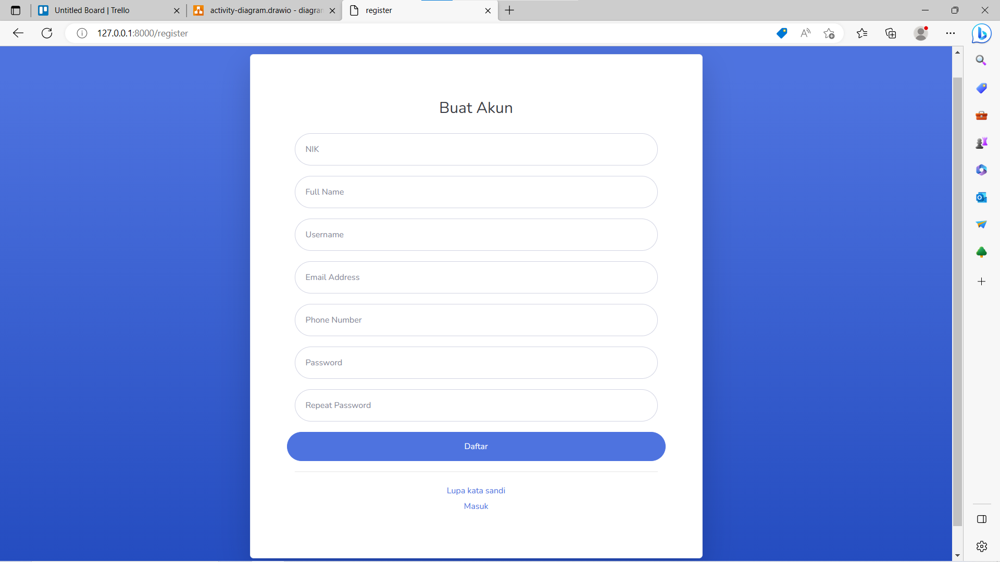 Untitled Board | Trello
activity-diagram.drawio - diagra
register
127.0.0.1:8000/register
Buat Akun
NIK
Full Name
Username
Email Address
Phone Number
Password
Repeat Password
Daftar
Lupa kata sandi
Masuk